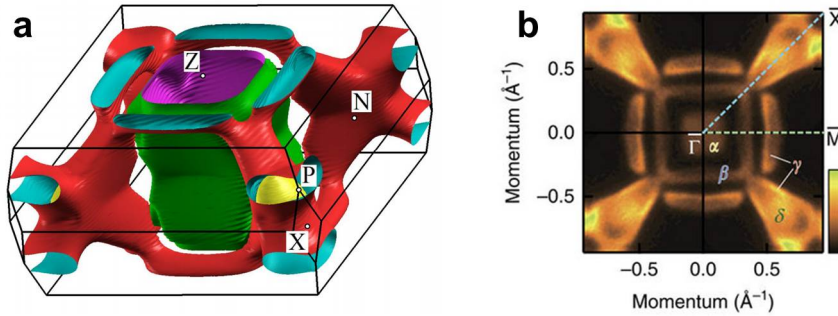 a
Z
N
P
X
b
Momentum (Å⁻¹)
0.5
0.0
−0.5
X̄
M̄
Γ̄
α
β
γ
δ
−0.5 0.0 0.5
Momentum (Å⁻¹)